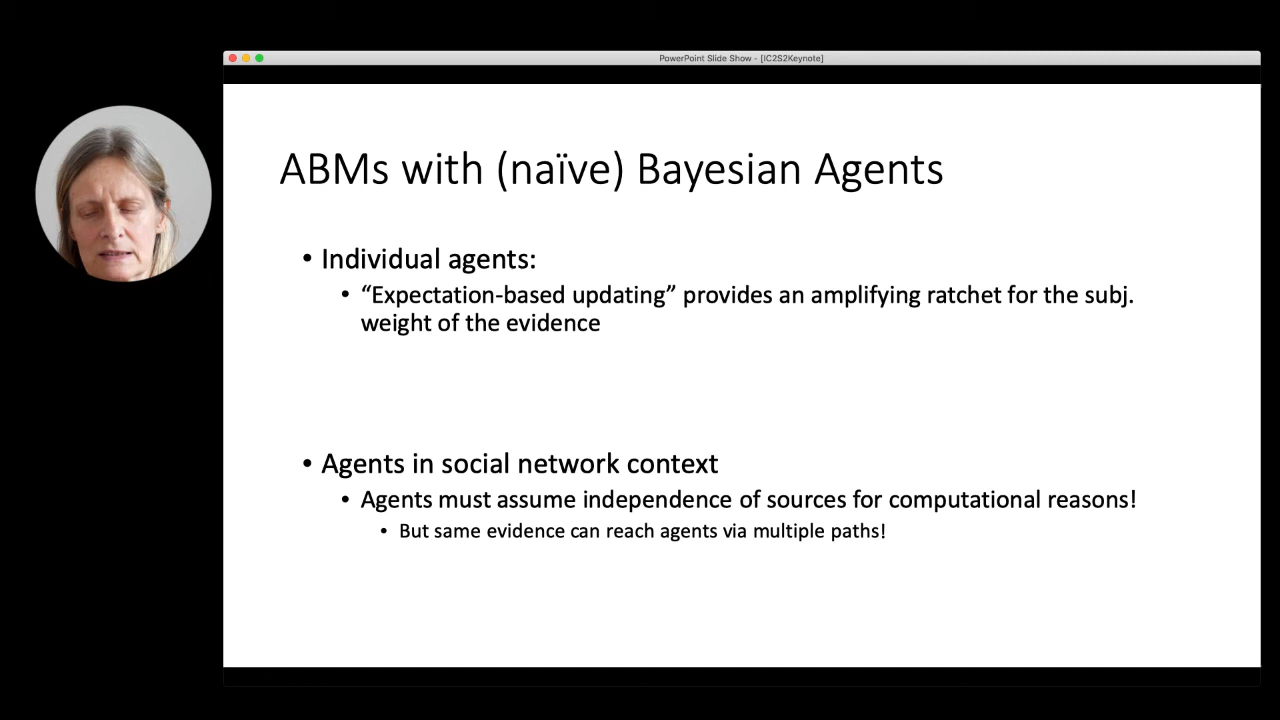 PowerPoint Slide Show - [IC2S2Keynote]
ABMs with (naïve) Bayesian Agents
• Individual agents:
• “Expectation-based updating” provides an amplifying ratchet for the subj.
weight of the evidence
• Agents in social network context
• Agents must assume independence of sources for computational reasons!
• But same evidence can reach agents via multiple paths!